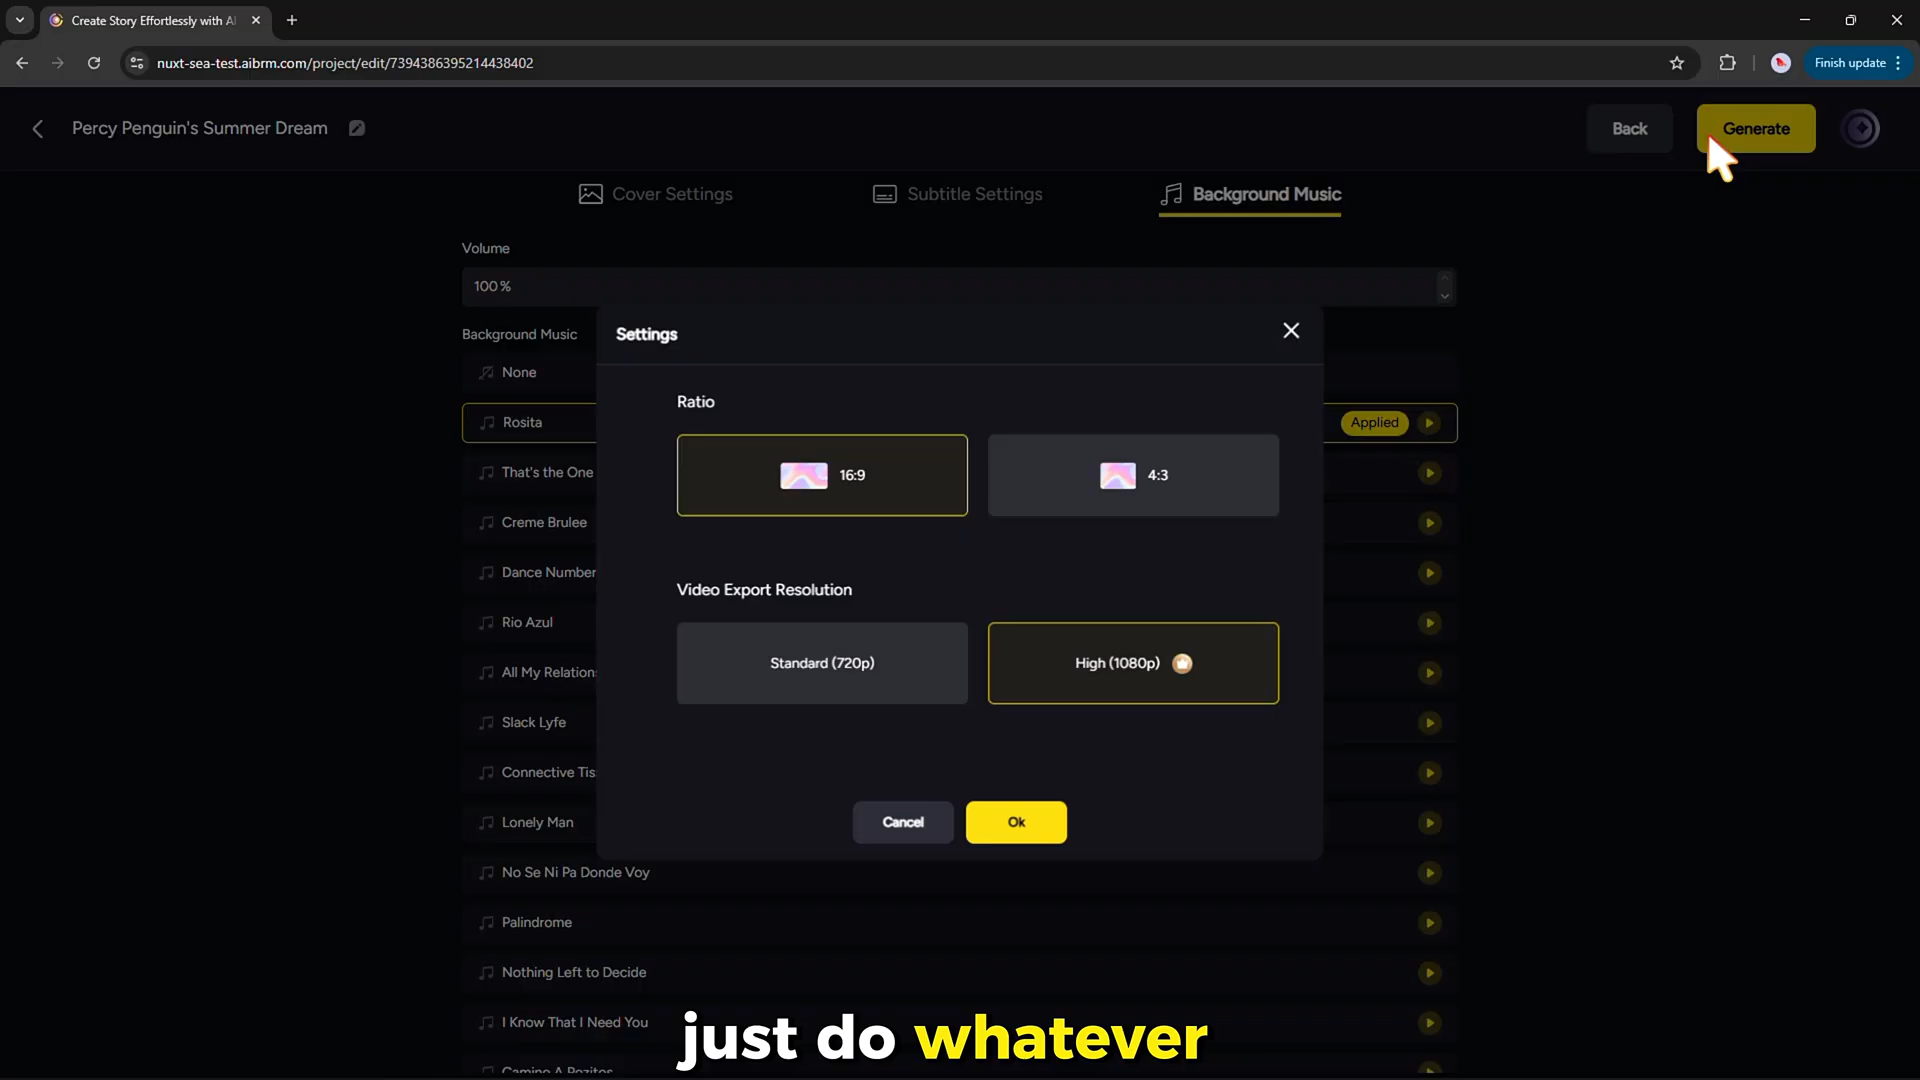 Create Story Effortlessly with AI
nuxt-sea-test.aibrm.com/project/edit/7394386395214438402
Finish update
Percy Penguin's Summer Dream
Back
Generate
Cover Settings
Subtitle Settings
Background Music
Volume
100 %
Background Music
None
Rosita
Applied
That's the One
Creme Brulee
Dance Number
Rio Azul
All My Relation
Slack Lyfe
Connective Tis
Lonely Man
No Se Ni Pa Donde Voy
Palindrome
Nothing Left to Decide
I Know That I Need You
Camino A Pozitos
Settings
Ratio
16:9
4:3
Video Export Resolution
Standard (720p)
High (1080p)
Cancel
Ok
just do whatever